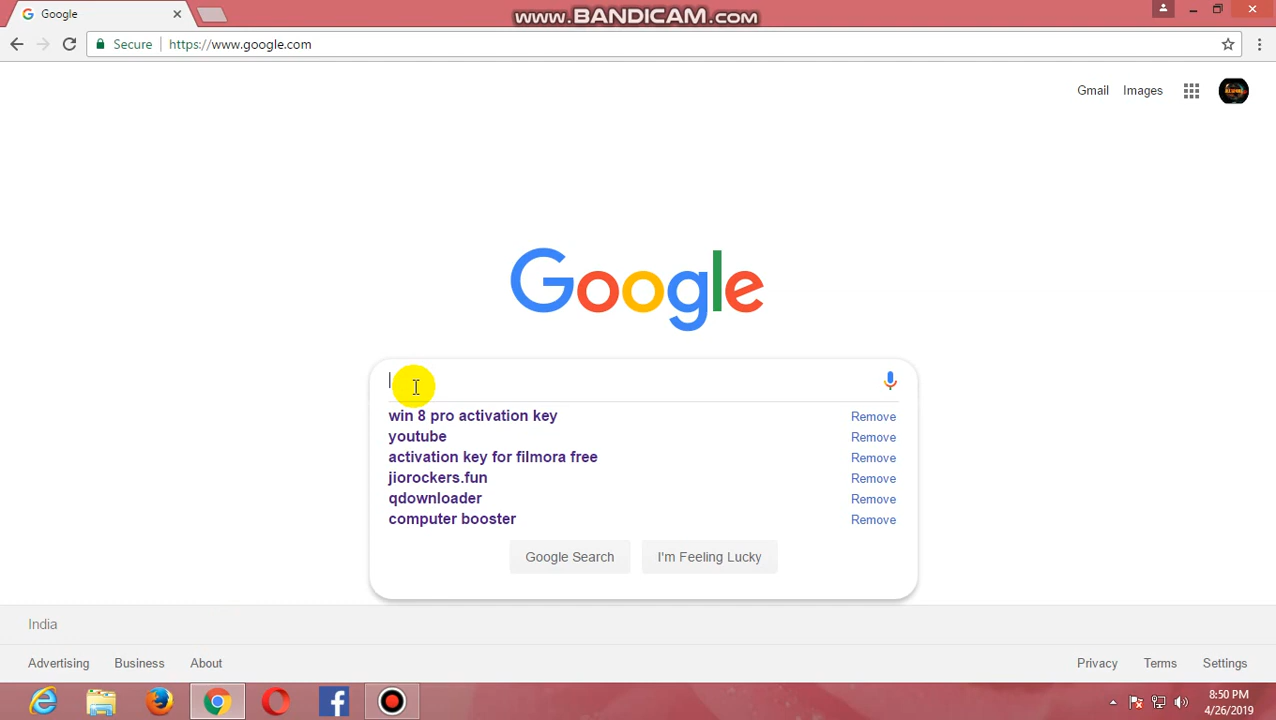 Google
www.BANDICAM.com
Secure
https://www.google.com
Gmail
Images
Google
win 8 pro activation key
Remove
youtube
Remove
activation key for filmora free
Remove
jiorockers.fun
Remove
qdownloader
Remove
computer booster
Remove
Google Search
I'm Feeling Lucky
India
Advertising
Business
About
Privacy
Terms
Settings
8:50 PM
4/26/2019